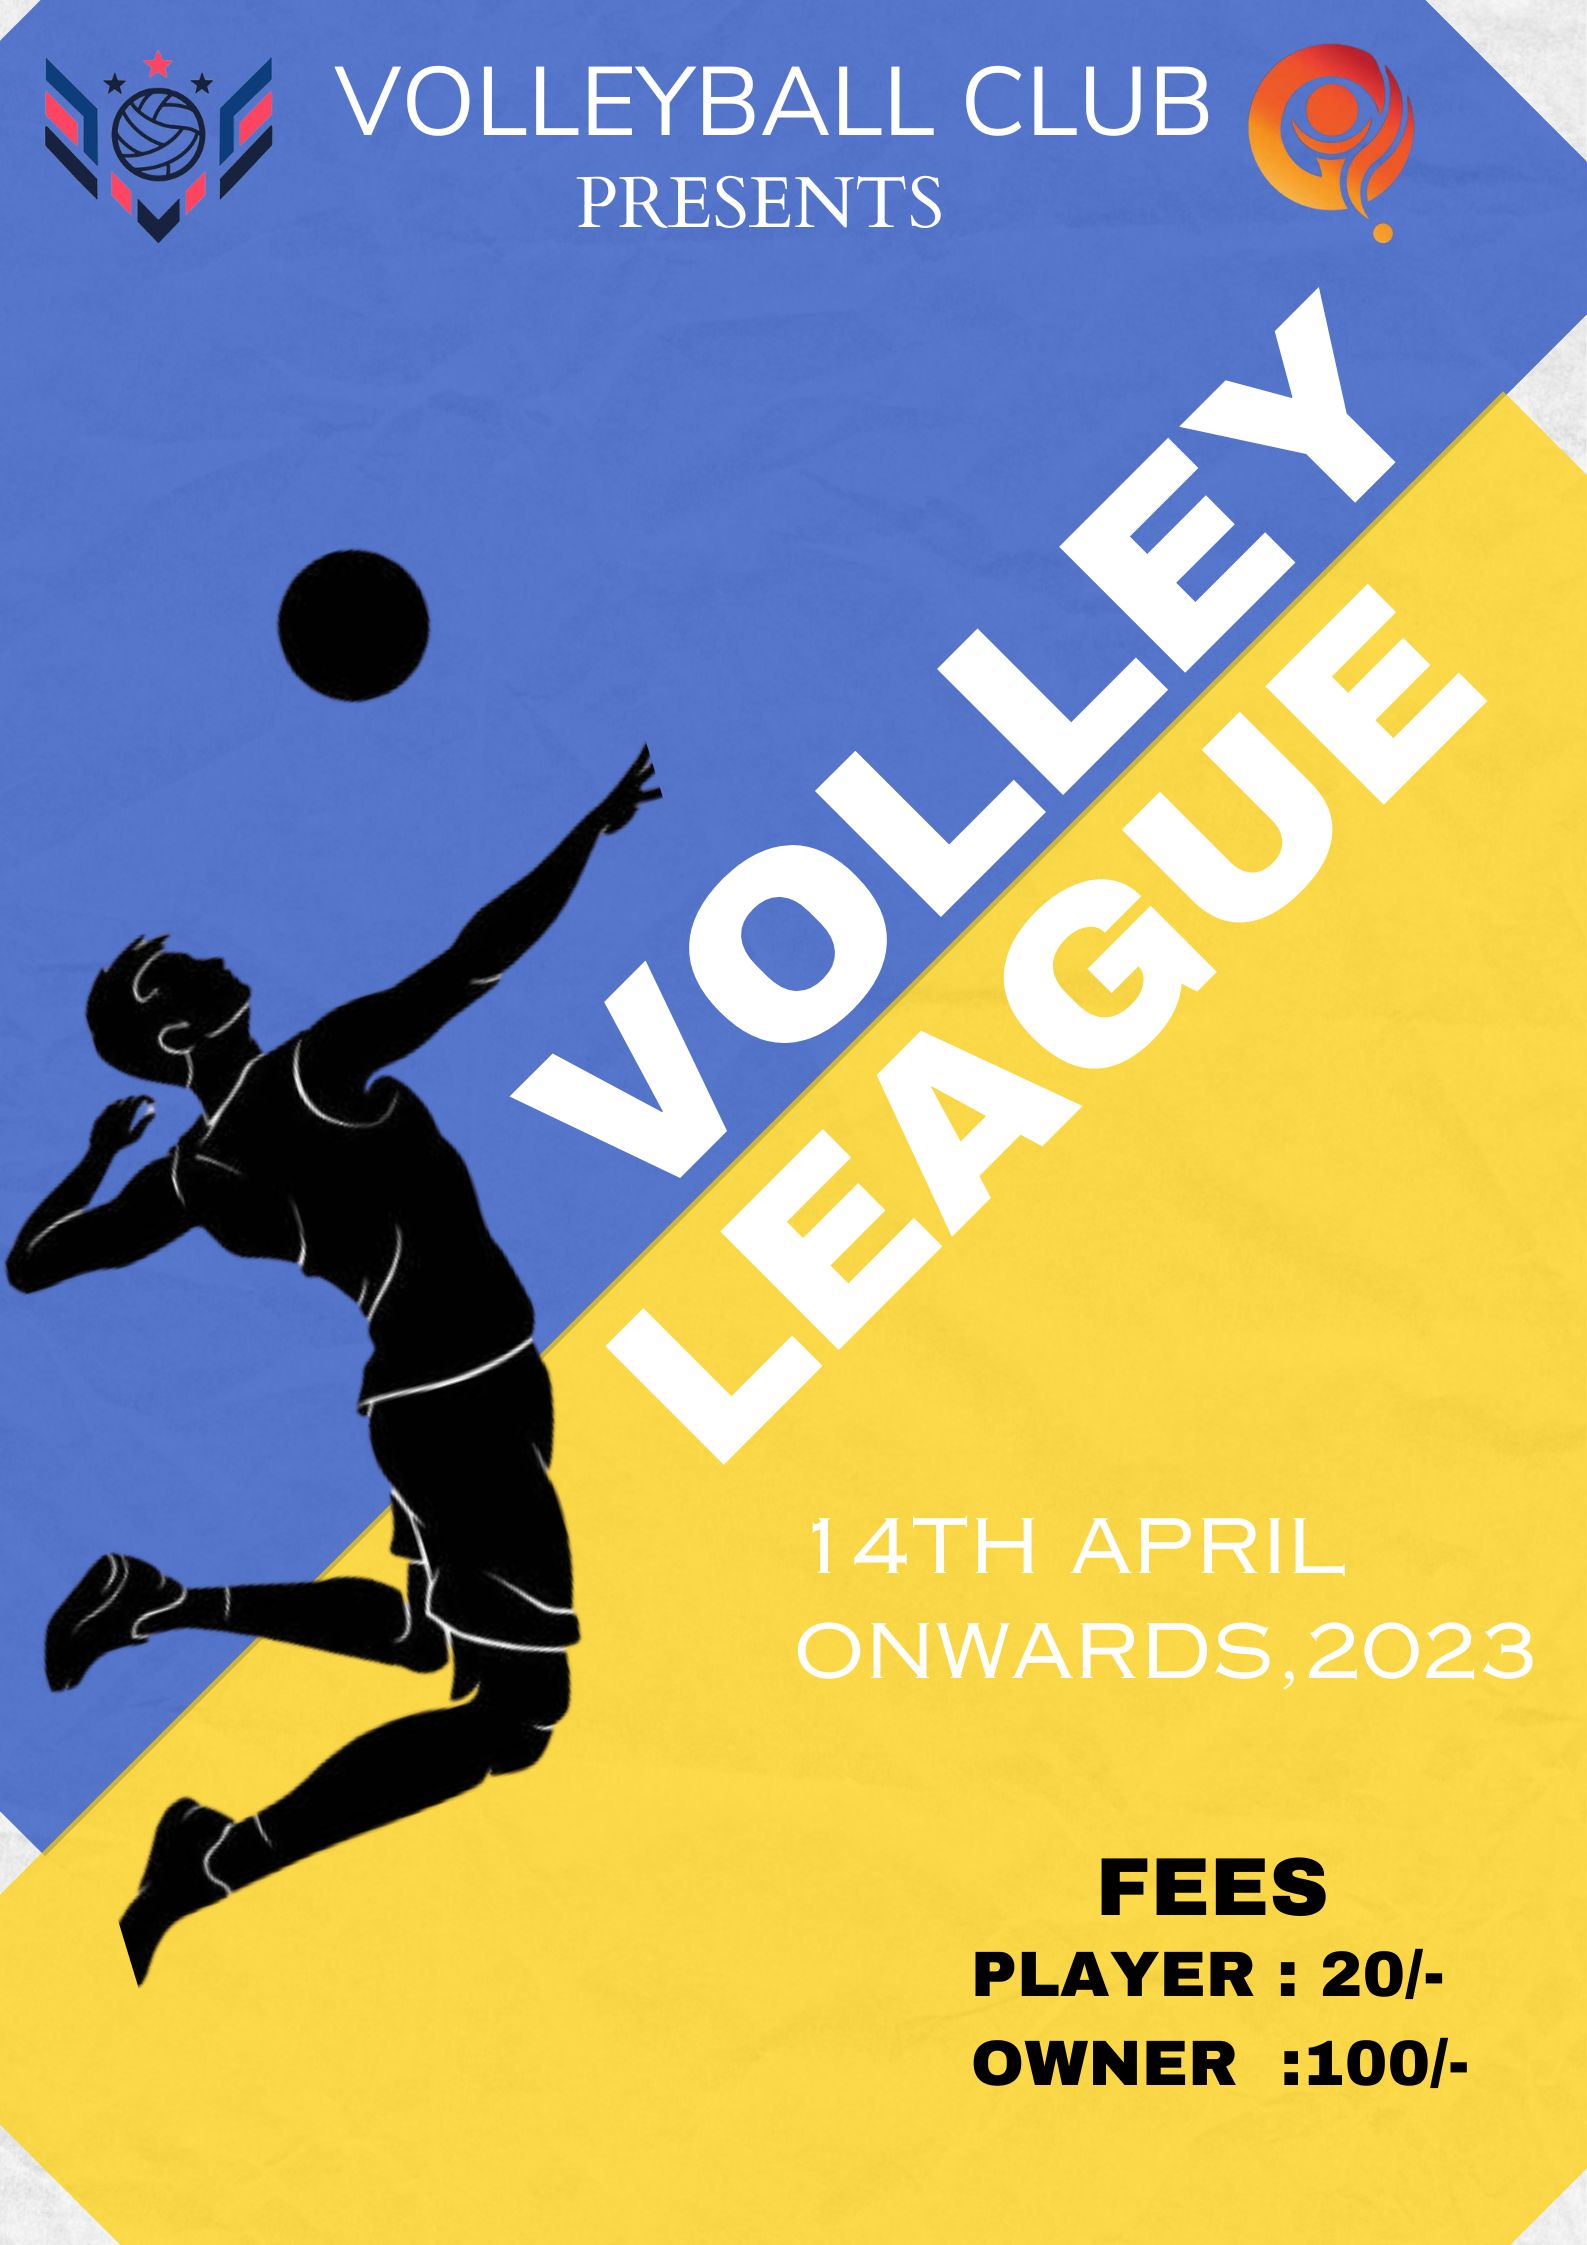 VOLLEYBALL CLUB
PRESENTS
VOLLEY
LEAGUE
14TH APRIL
ONWARDS,2023
FEES
PLAYER : 20/-
OWNER :100/-